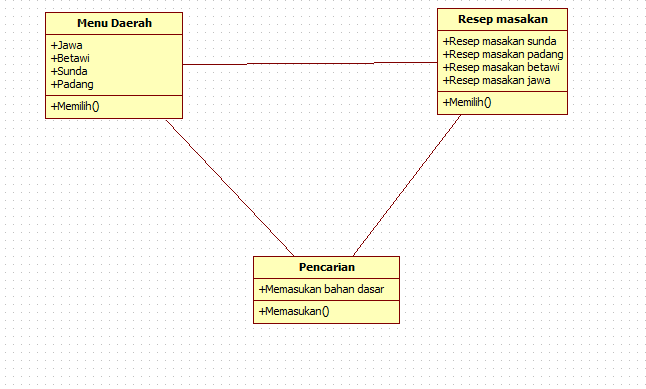 Menu Daerah
+Jawa
+Betawi
+Sunda
+Padang
+Memilih()
Resep masakan
+Resep masakan sunda
+Resep masakan padang
+Resep masakan betawi
+Resep masakan jawa
+Memilih()
Pencarian
+Memasukan bahan dasar
+Memasukan()